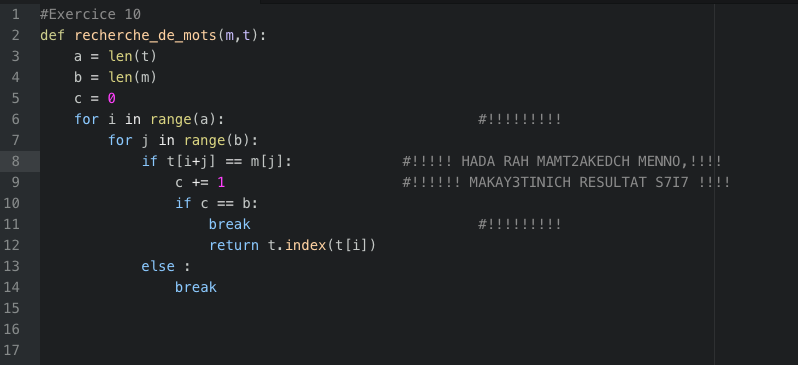 1 #Exercice 10
2 def recherche_de_mots(m,t):
3     a = len(t)
4     b = len(m)
5     c = 0
6     for i in range(a):                              #!!!!!!!!!
7         for j in range(b):
8             if t[i+j] == m[j]:             #!!!!! HADA RAH MAMT2AKEDCH MENNO,!!!!
9                 c += 1                     #!!!!!! MAKAY3TINICH RESULTAT S7I7 !!!!
10                 if c == b:
11                     break                           #!!!!!!!!!
12                     return t.index(t[i])
13             else :
14                 break
15
16
17